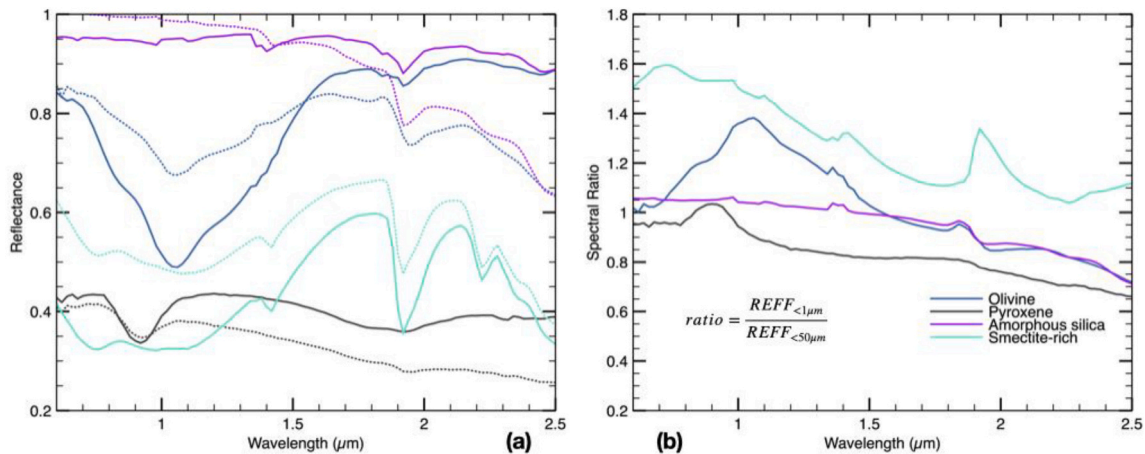 1
0.8
0.6
0.4
0.2
Reflectance
1
1.5
2
2.5
Wavelength (µm)
(a)
1.8
1.6
1.4
1.2
1
0.8
0.6
0.4
0.2
Spectral Ratio
ratio = REFF<1µm
REFF<50µm
Olivine
Pyroxene
Amorphous silica
Smectite-rich
1
1.5
2
2.5
(b)
Wavelength (µm)